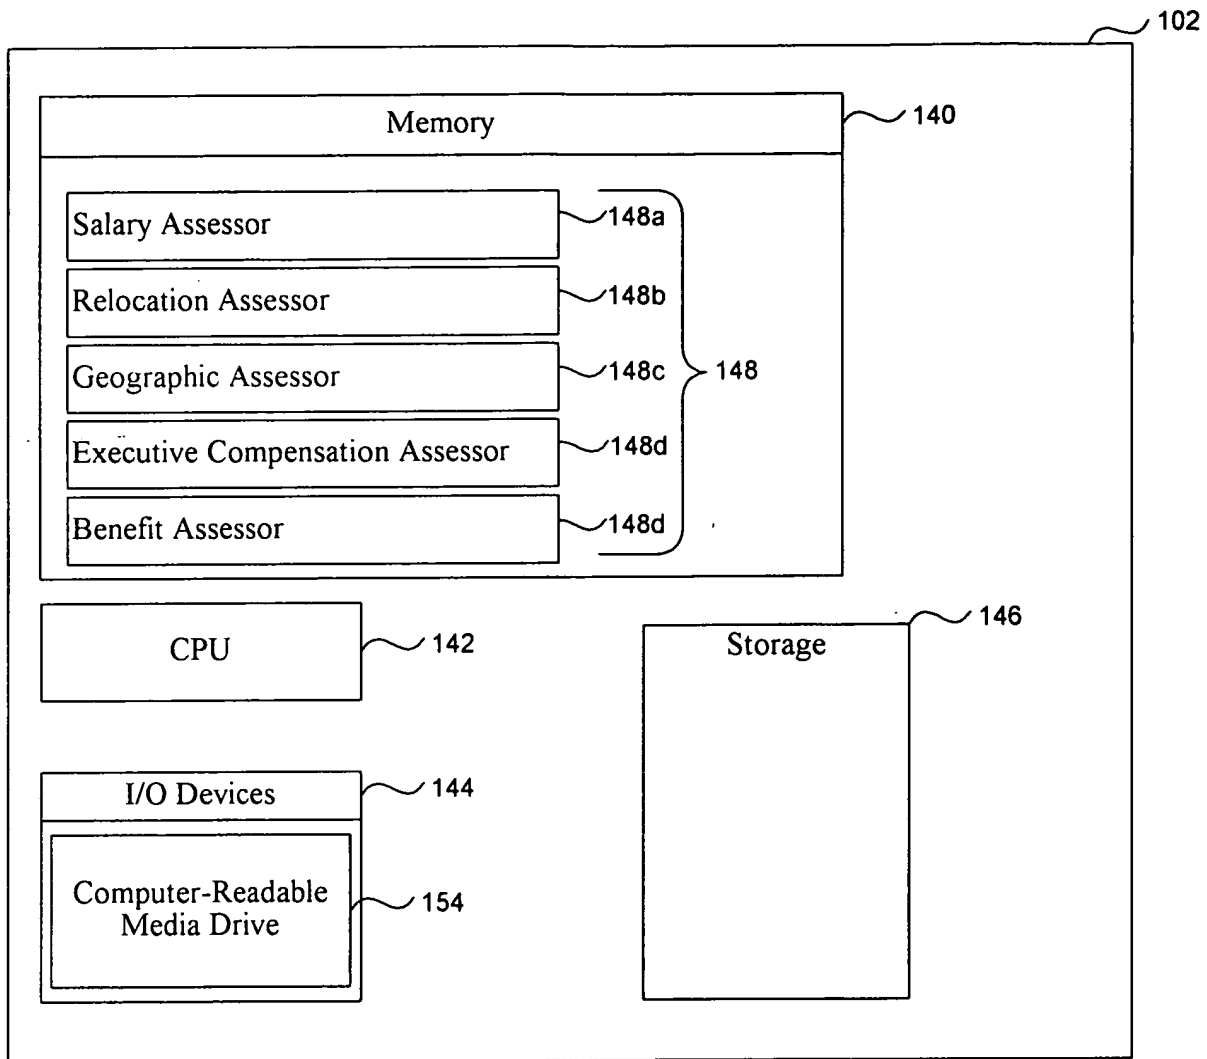 102
Memory
140
Salary Assessor
148a
Relocation Assessor
148b
Geographic Assessor
148c
148
Executive Compensation Assessor
148d
Benefit Assessor
148d
CPU
142
Storage
146
I/O Devices
144
Computer-Readable
Media Drive
154